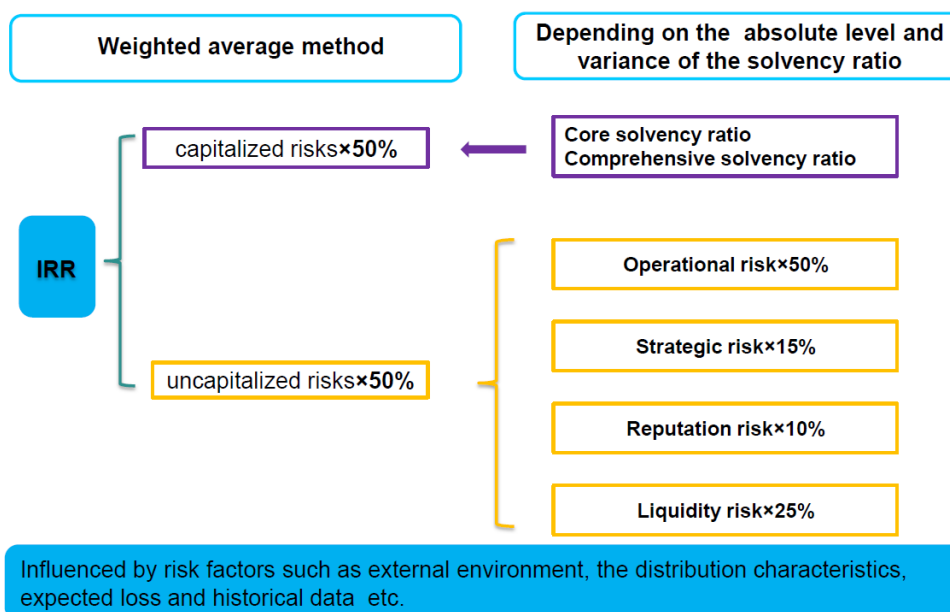 Weighted average method
Depending on the absolute level and
variance of the solvency ratio
capitalized risks×50%
Core solvency ratio
Comprehensive solvency ratio
IRR
Operational risk×50%
Strategic risk×15%
uncapitalized risks×50%
Reputation risk×10%
Liquidity risk×25%
Influenced by risk factors such as external environment, the distribution characteristics,
expected loss and historical data etc.